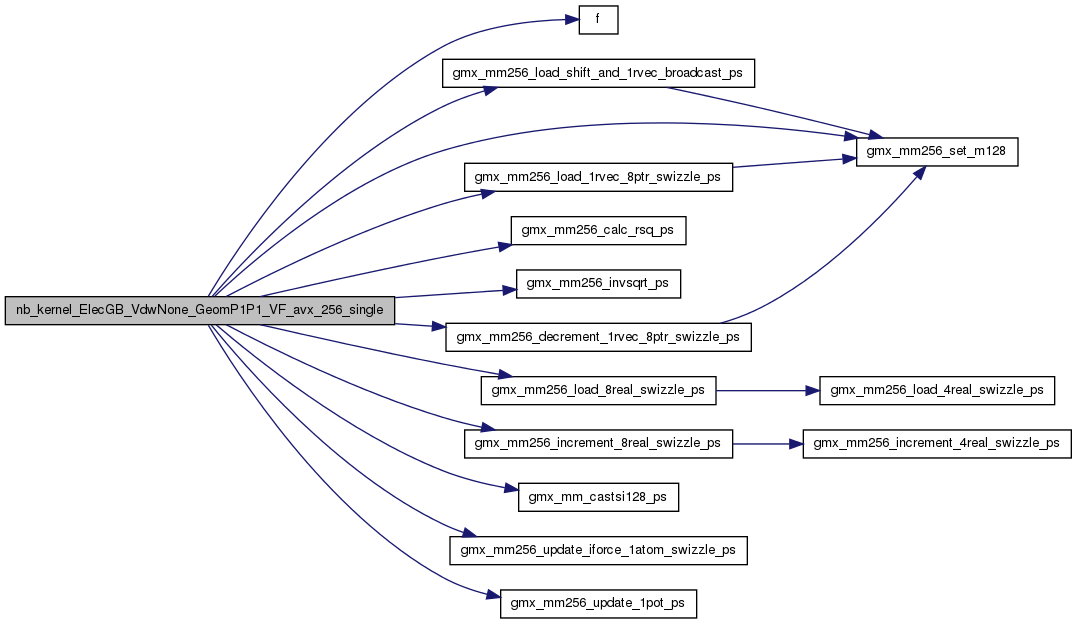 f
gmx_mm256_load_shift_and_1rvec_broadcast_ps
gmx_mm256_set_m128
gmx_mm256_load_1rvec_8ptr_swizzle_ps
gmx_mm256_calc_rsq_ps
gmx_mm256_invsqrt_ps
nb_kernel_ElecGB_VdwNone_GeomP1P1_VF_avx_256_single
gmx_mm256_decrement_1rvec_8ptr_swizzle_ps
gmx_mm256_load_8real_swizzle_ps
gmx_mm256_load_4real_swizzle_ps
gmx_mm256_increment_8real_swizzle_ps
gmx_mm256_increment_4real_swizzle_ps
gmx_mm_castsi128_ps
gmx_mm256_update_iforce_1atom_swizzle_ps
gmx_mm256_update_1pot_ps